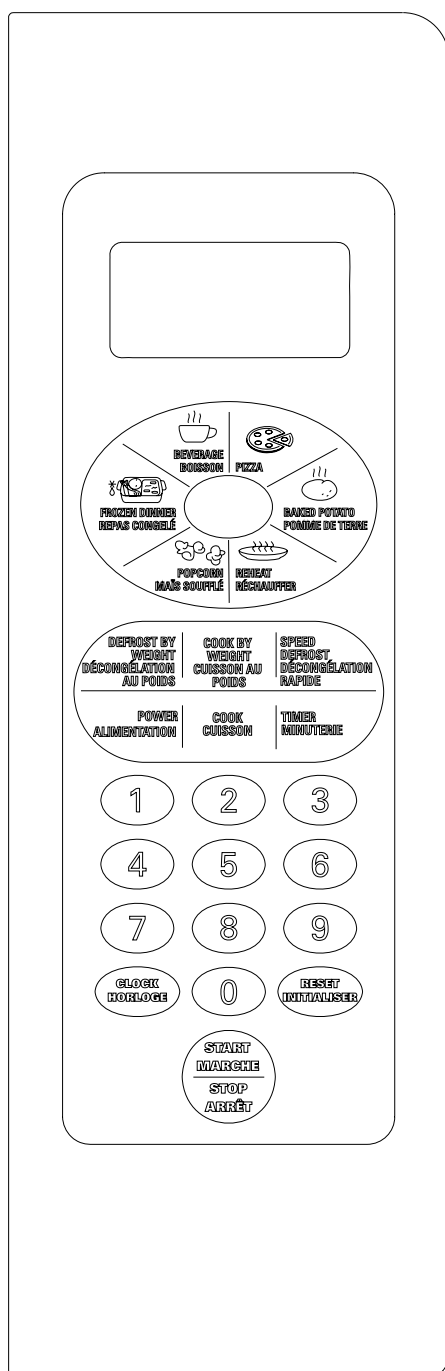 BEVERAGE
BOISSON
PIZZA
FROZEN DINNER
REPAS CONGELÉ
BAKED POTATO
POMME DE TERRE
POPCORN
MAÏS SOUFFLÉ
REHEAT
RÉCHAUFFER
DEFROST BY
WEIGHT
DÉCONGÉLATION
AU POIDS
COOK BY
WEIGHT
CUISSON AU
POIDS
SPEED
DEFROST
DÉCONGÉLATION
RAPIDE
POWER
ALIMENTATION
COOK
CUISSON
TIMER
MINUTERIE
1 2 3
4 5 6
7 8 9
CLOCK
HORLOGE
0
RESET
INITIALISER
START
MARCHE
STOP
ARRÊT